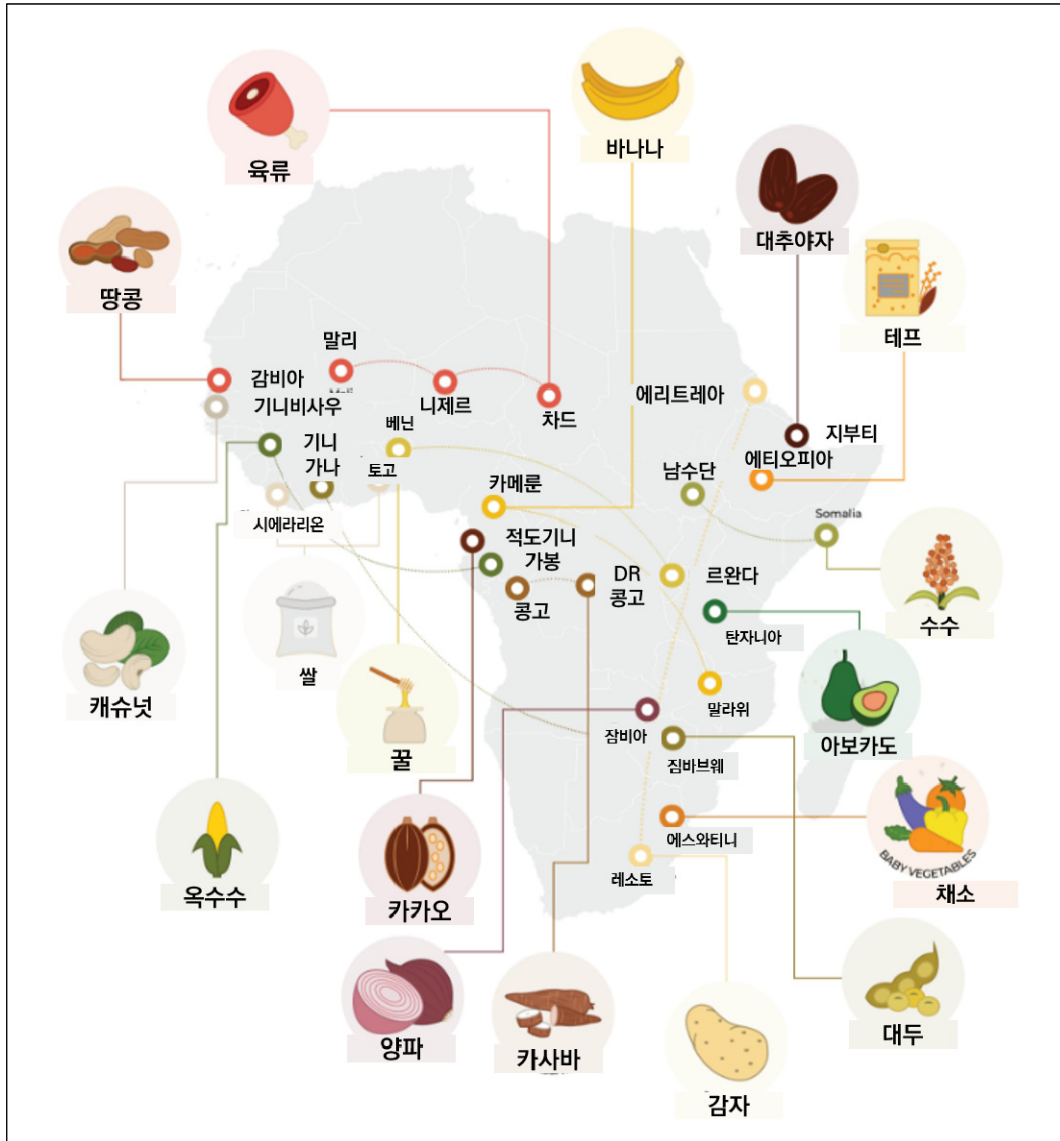 바나나
육류
대추야자
땅콩
테프
말리
감비아
니제르
차드
에리트레아
기니비사우
베닌
지부티
기니
에티오피아
가나
토고
남수단
카메룬
시에라리온
Somalia
적도기니
가봉
DR
콩고
르완다
콩고
수수
탄자니아
쌀
캐슈넛
말라위
잠비아
아보카도
꿀
짐바브웨
에스와티니
BABY VEGETABLES
레소토
채소
옥수수
카카오
대두
양파
카사바
감자